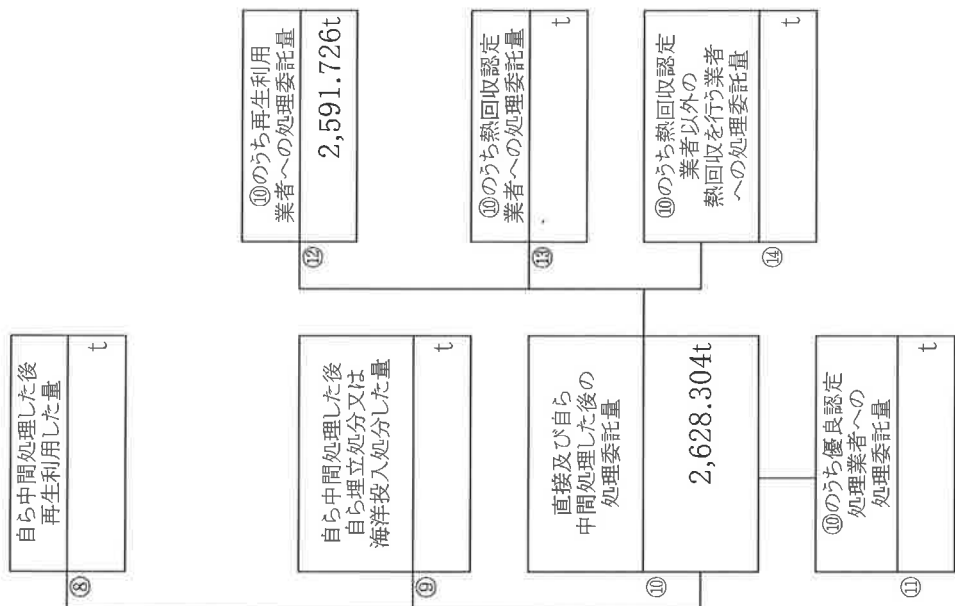 ⑧
自ら中間処理した後
再生利用した量
t
⑨
自ら中間処理した後
自ら埋立処分又は
海洋投入処分した量
t
⑩
直接及び自ら
中間処理した後の
処理委託量
2,628.304t
⑪
⑩のうち優良認定
処理業者への
処理委託量
t
⑫
⑩のうち再生利用
業者への処理委託量
2,591.726t
⑬
⑩のうち熱回収認定
業者への処理委託量
t
⑭
⑩のうち熱回収認定
業者以外の
熱回収を行う業者
への処理委託量
t